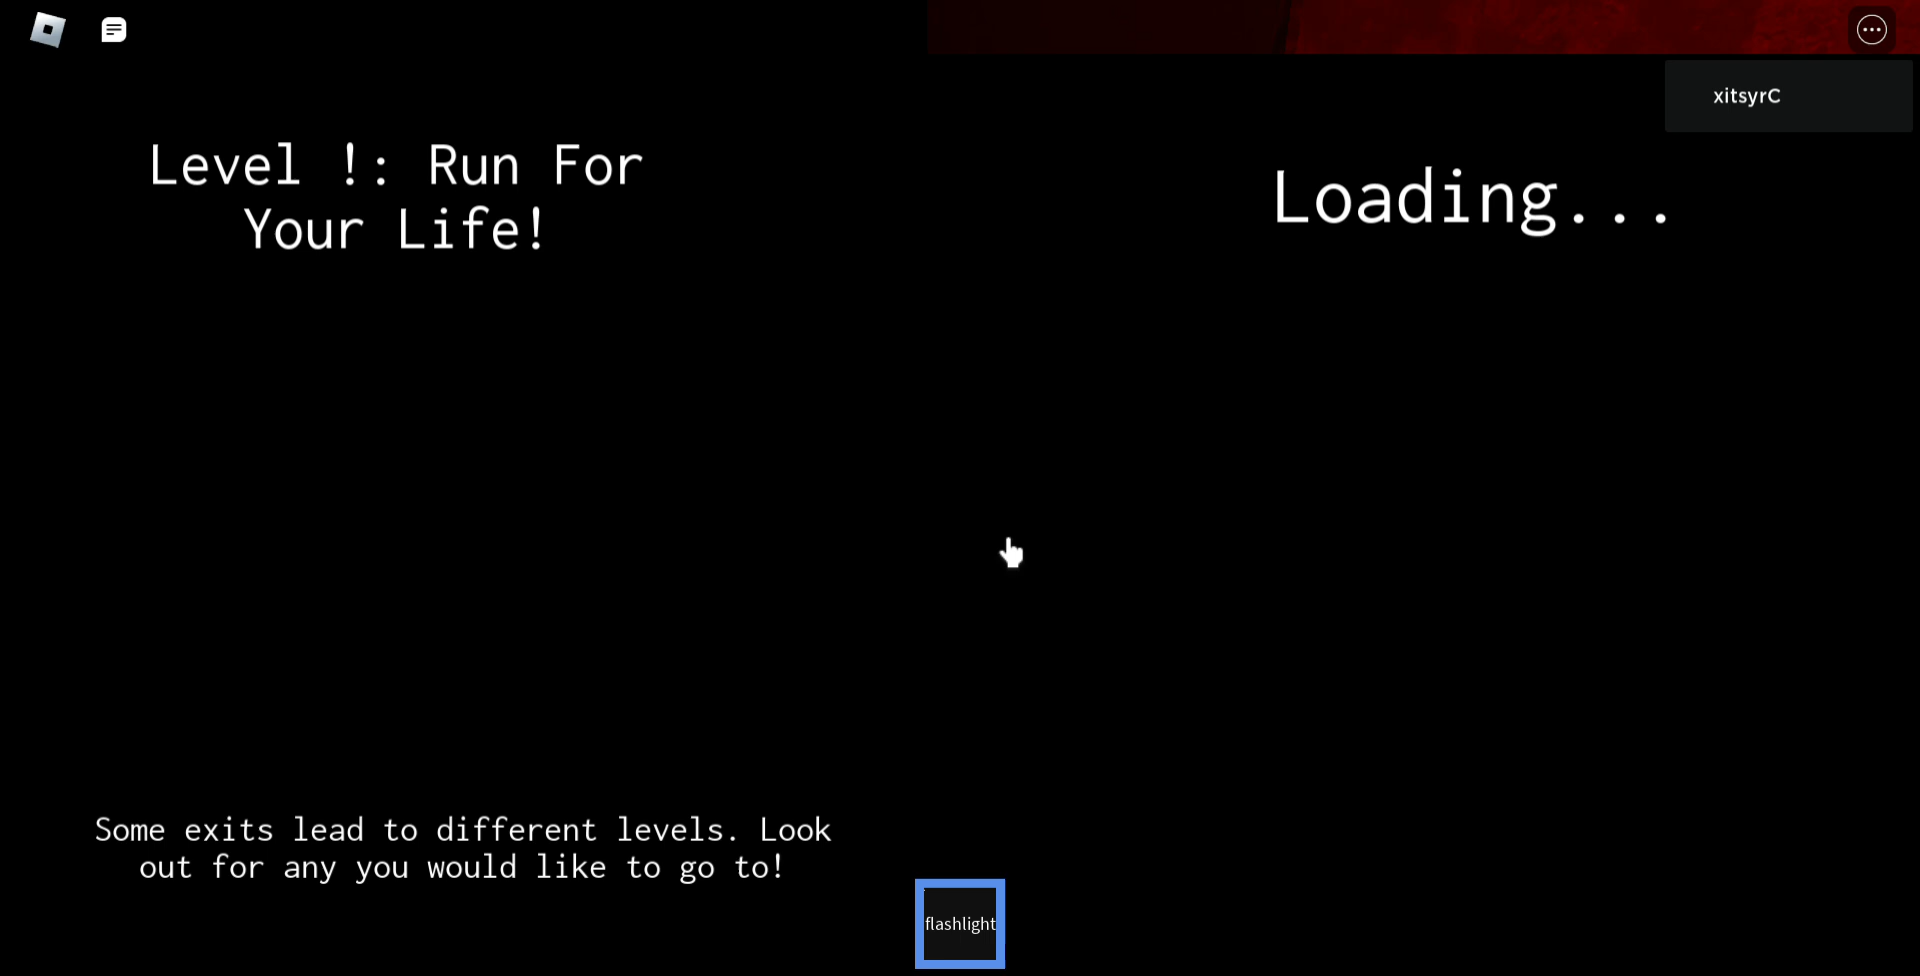 xitsyrC
Level !: Run For
Your Life!
Loading...
Some exits lead to different levels. Look
out for any you would like to go to!
flashlight